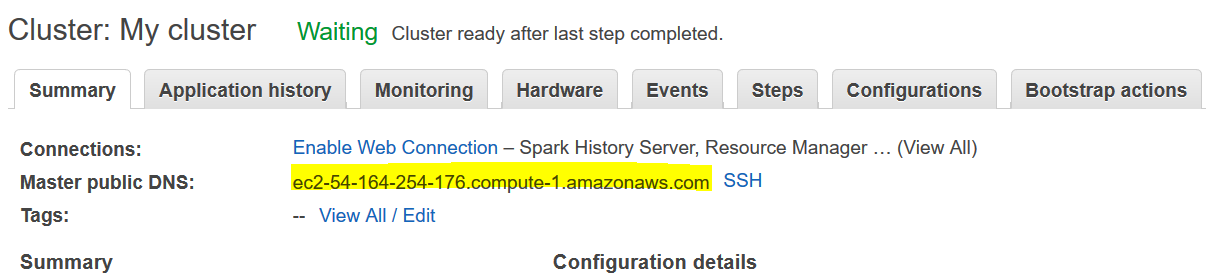 Cluster: My cluster Waiting Cluster ready after last step completed.
Summary Application history Monitoring Hardware Events Steps Configurations Bootstrap actions
Connections: Enable Web Connection – Spark History Server, Resource Manager … (View All)
Master public DNS: ec2-54-164-254-176.compute-1.amazonaws.com SSH
Tags: -- View All / Edit
Summary Configuration details